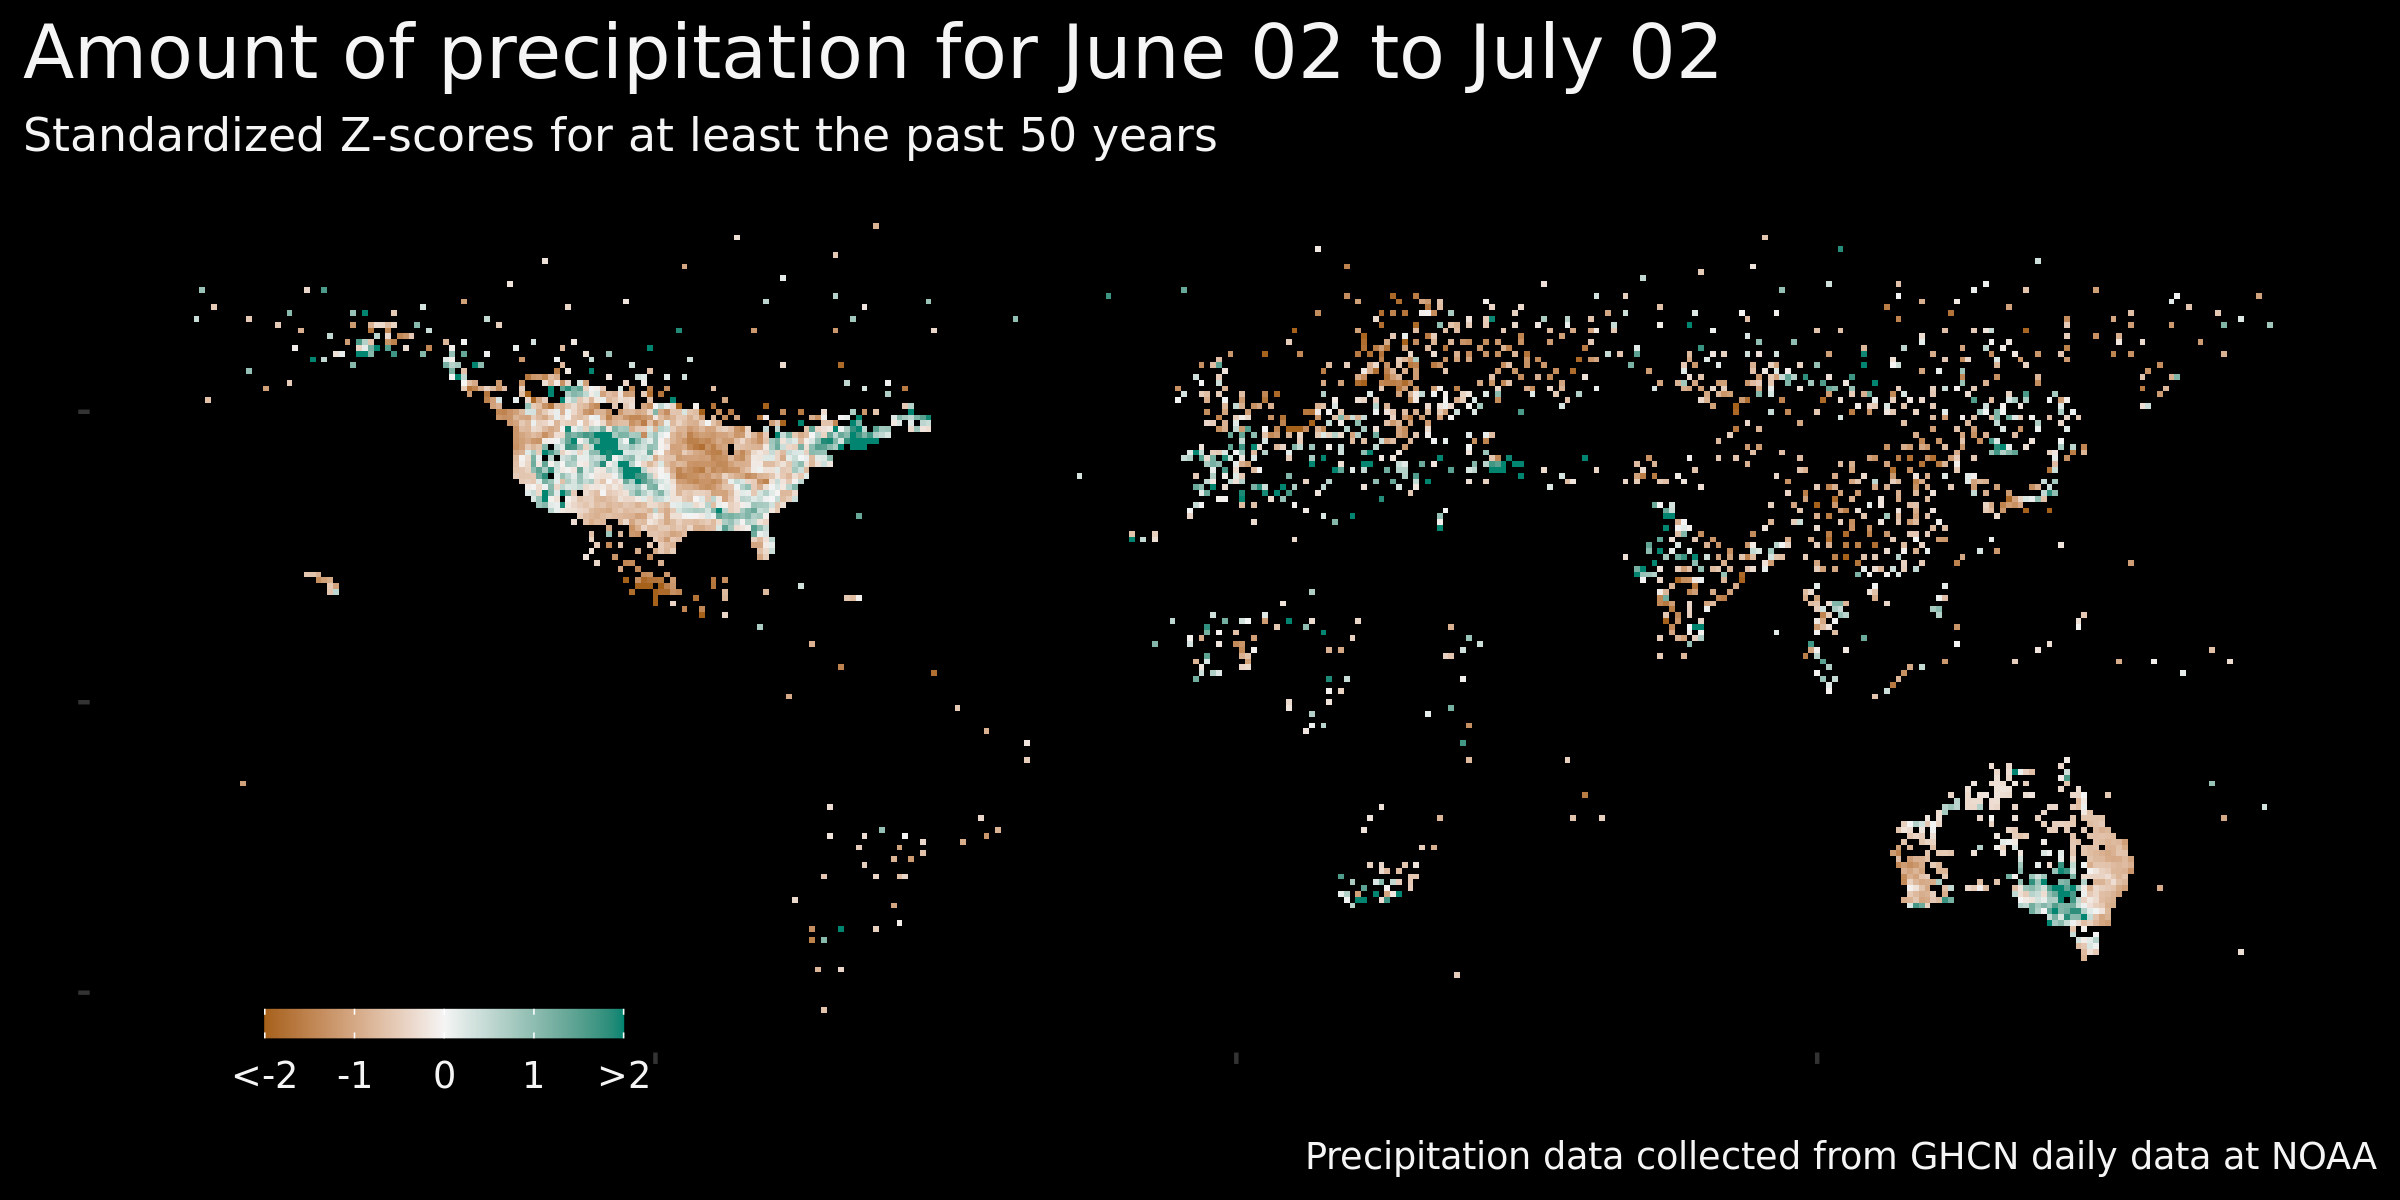 Amount of precipitation for June 02 to July 02
Standardized Z-scores for at least the past 50 years
<-2 -1 0 1 >2
Precipitation data collected from GHCN daily data at NOAA